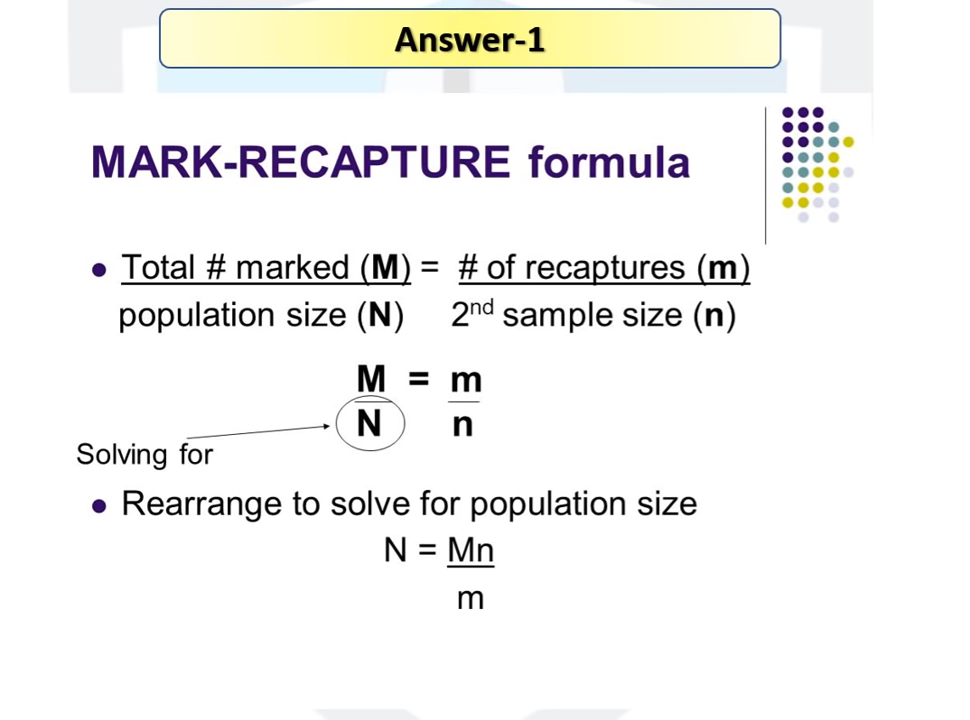 Answer-1
MARK-RECAPTURE formula
Total # marked (M) = # of recaptures (m)
population size (N) 2nd sample size (n)
M = m
N n
Solving for
Rearrange to solve for population size
N = Mn
m